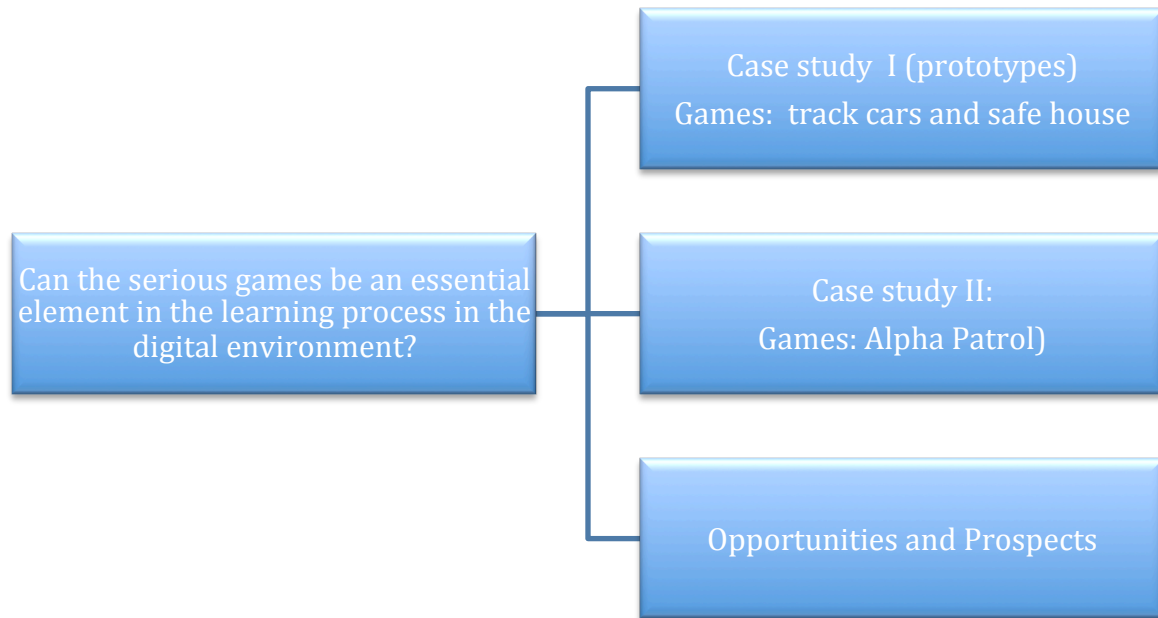 Case study I (prototypes)
Games: track cars and safe house
Can the serious games be an essential
element in the learning process in the
digital environment?
Case study II:
Games: Alpha Patrol)
Opportunities and Prospects